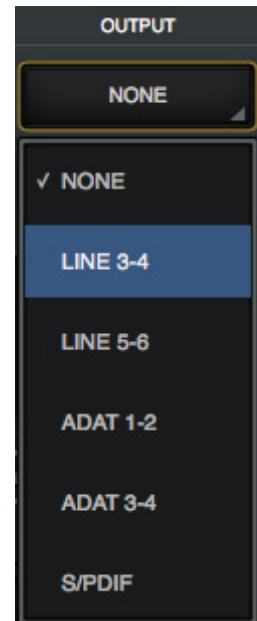 OUTPUT
NONE
✓ NONE
LINE 3-4
LINE 5-6
ADAT 1-2
ADAT 3-4
S/PDIF